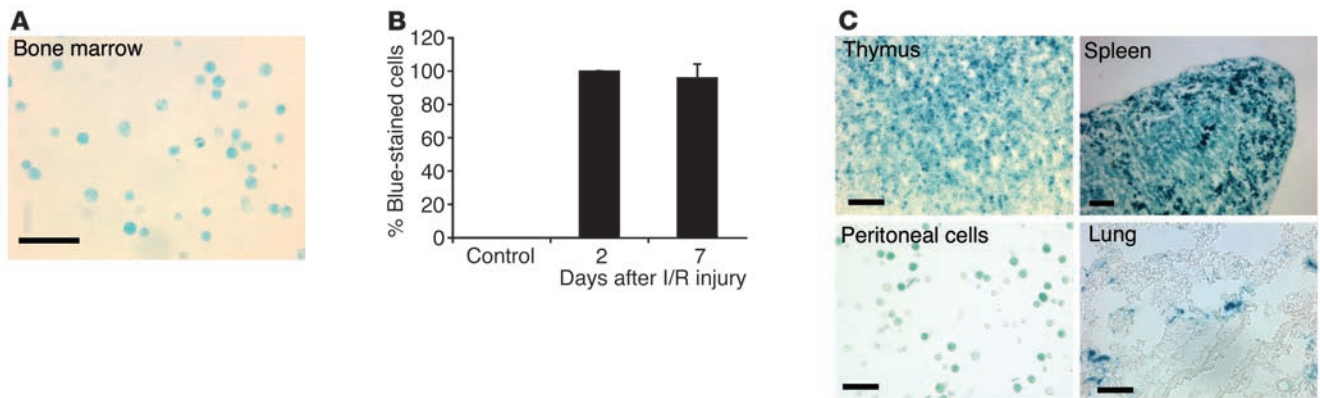 A
Bone marrow
B
% Blue-stained cells
120
100
80
60
40
20
0
Control
2
7
Days after I/R injury
C
Thymus
Spleen
Peritoneal cells
Lung